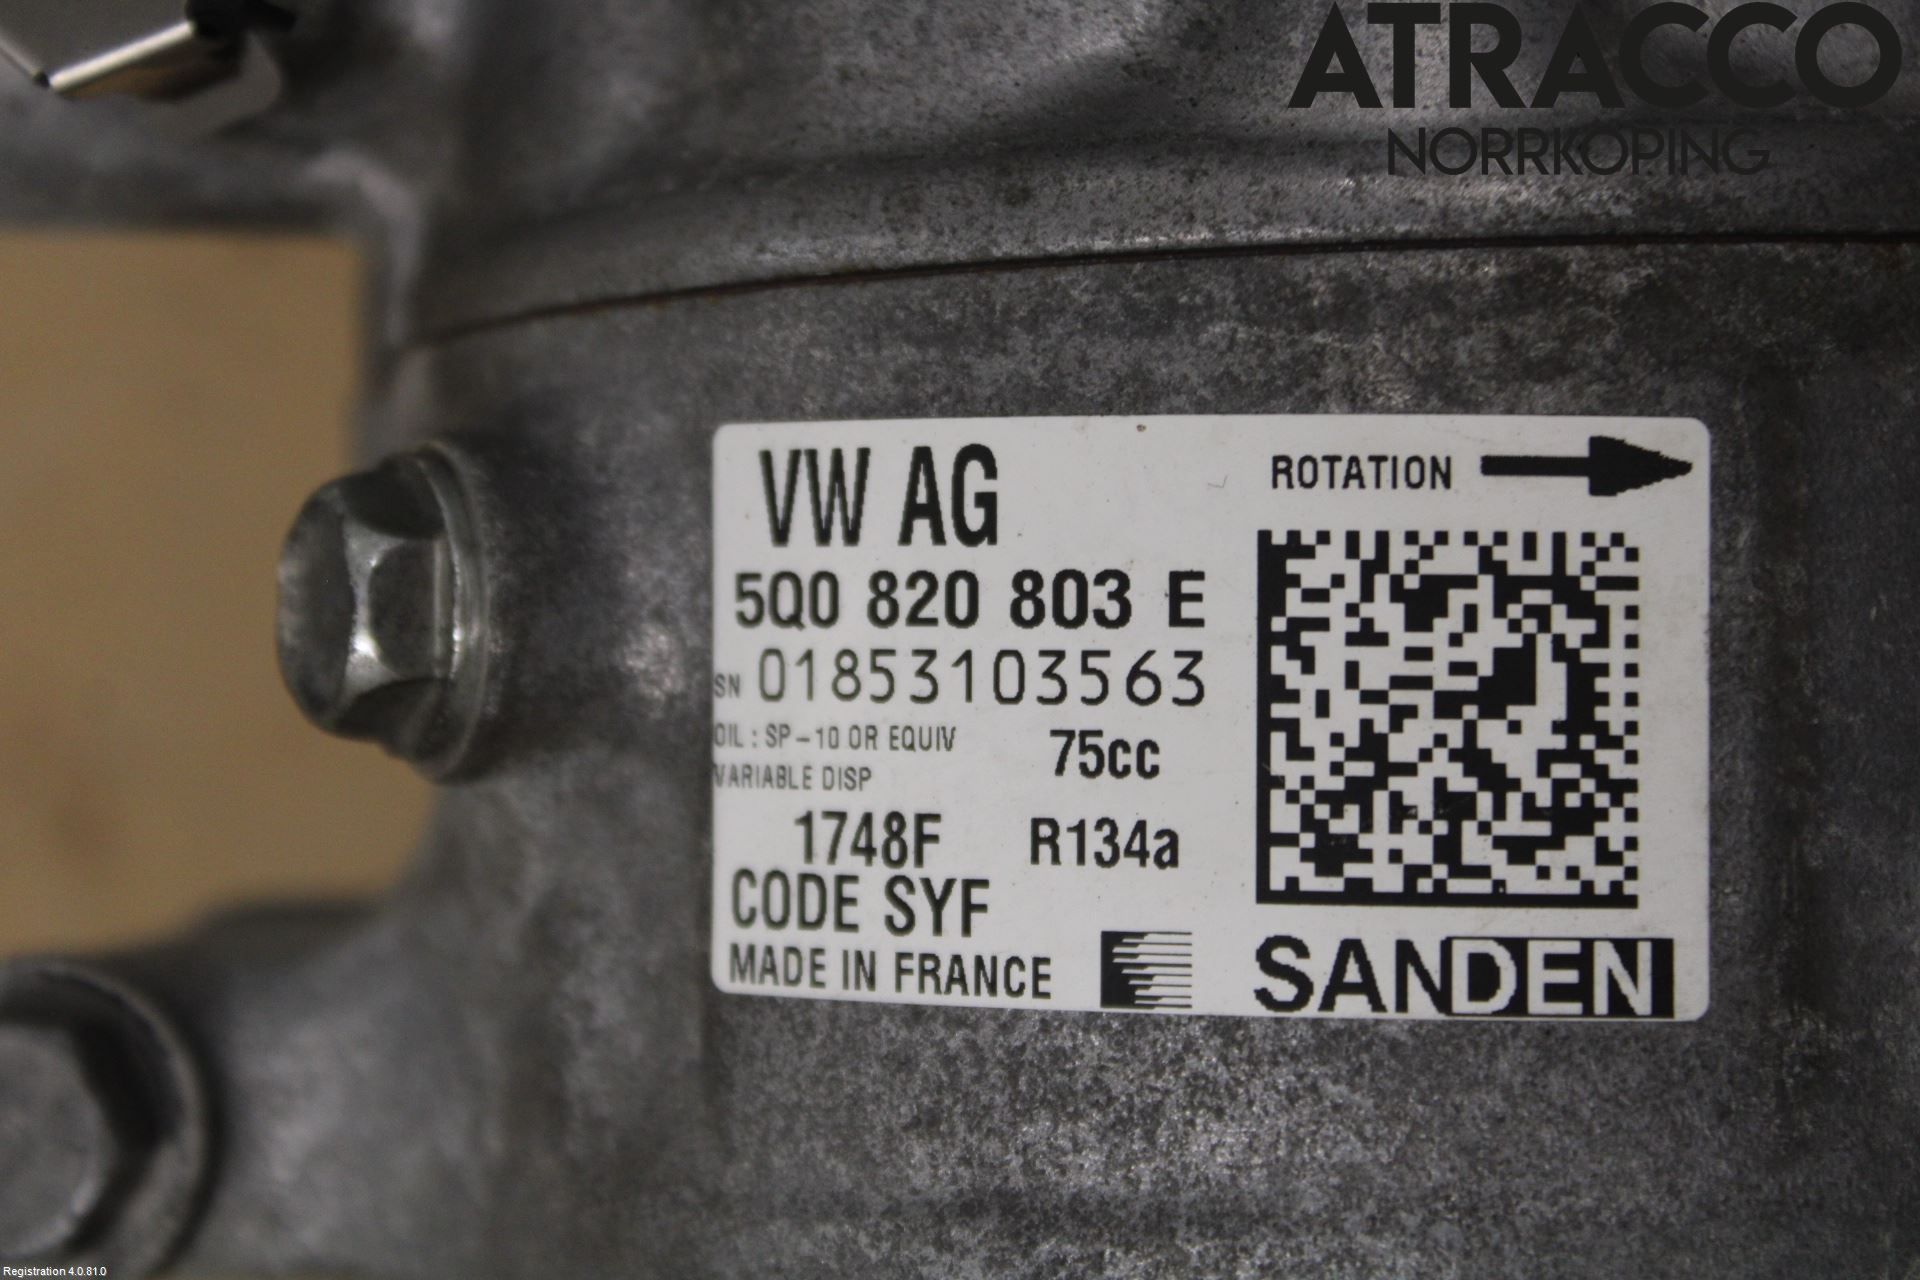 ATRACCO
NORRKÖPING
VW AG
ROTATION
5Q0 820 803 E
SN 01853103563
OIL : SP-10 OR EQUIV 75cc
VARIABLE DISP
1748F R134a
CODE SYF
MADE IN FRANCE
SANDEN
Registration 4.0.81.0